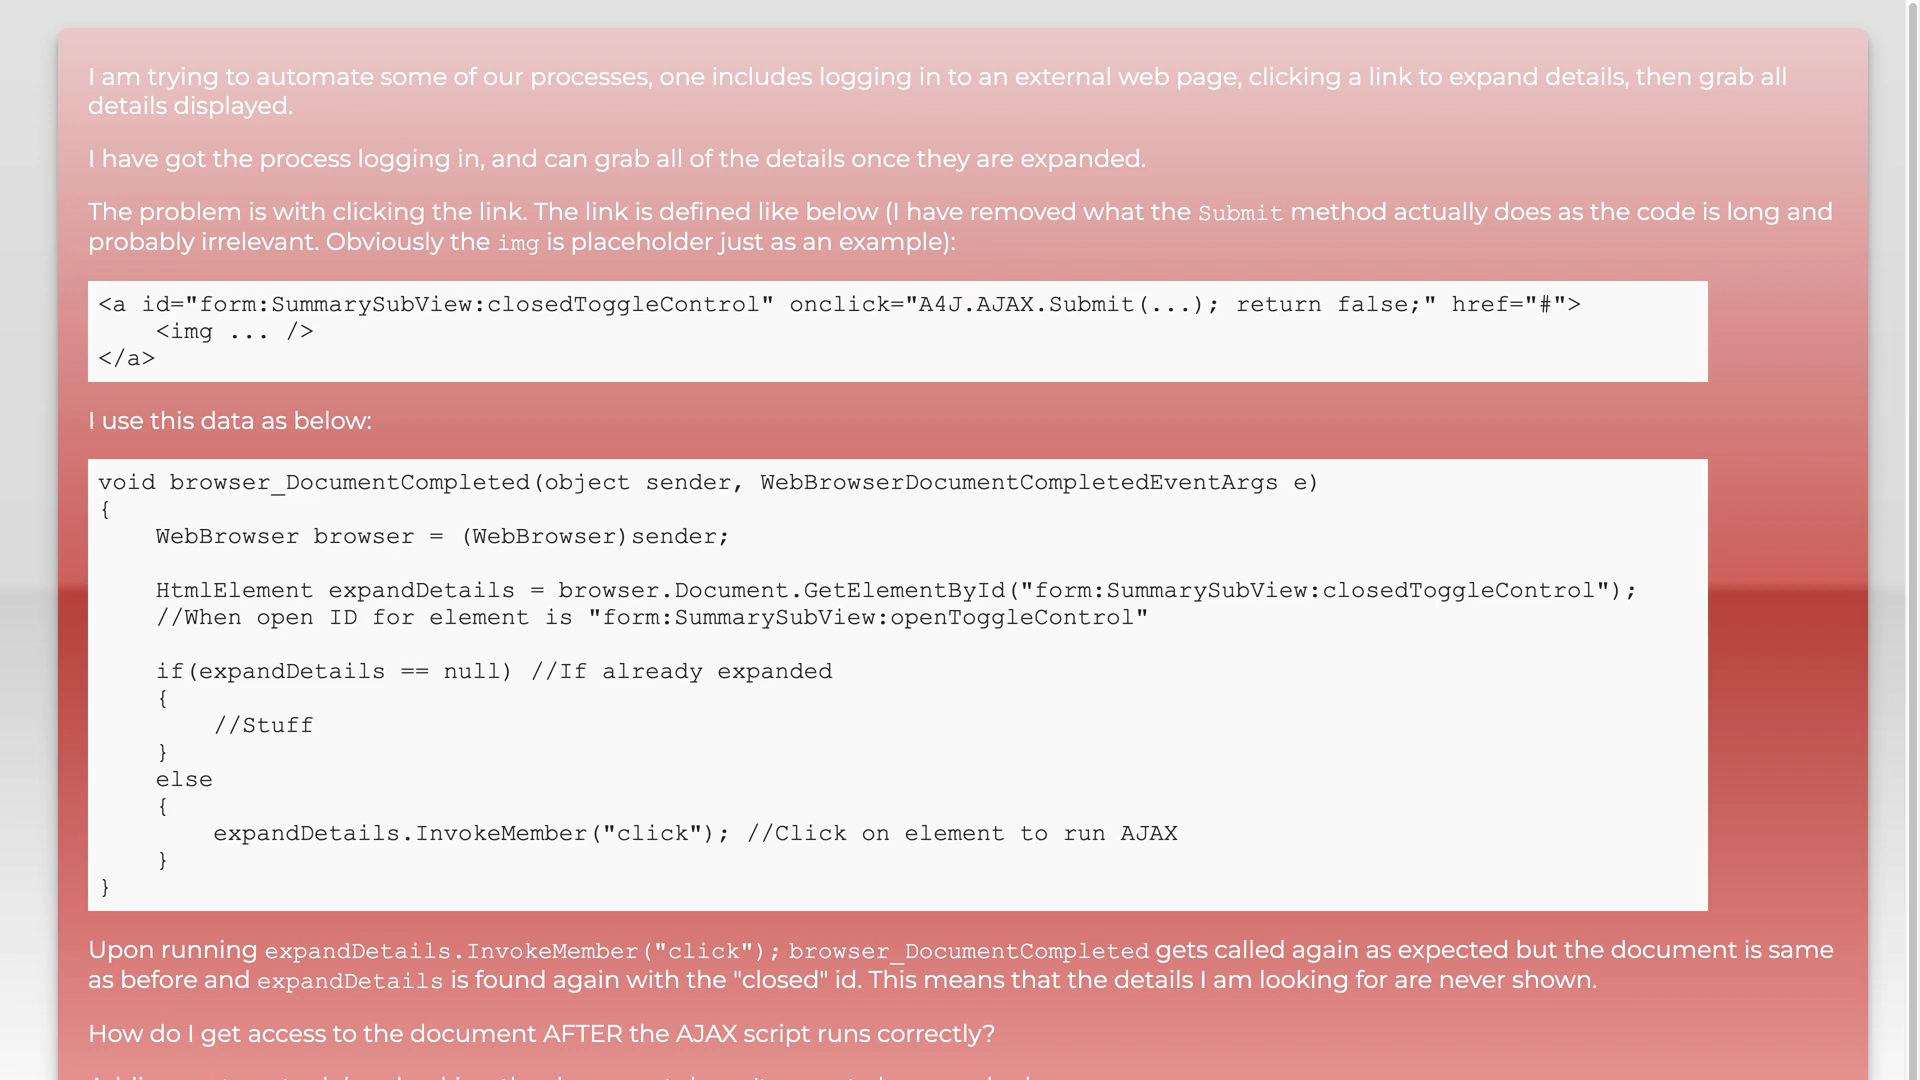 I am trying to automate some of our processes, one includes logging in to an external web page, clicking a link to expand details, then grab all
details displayed.
I have got the process logging in, and can grab all of the details once they are expanded.
The problem is with clicking the link. The link is defined like below (I have removed what the Submit method actually does as the code is long and
probably irrelevant. Obviously the img is placeholder just as an example):
<a id="form:SummarySubView:closedToggleControl" onclick="A4J.AJAX.Submit(...); return false;" href="#">
    <img ... />
</a>
I use this data as below:
void browser_DocumentCompleted(object sender, WebBrowserDocumentCompletedEventArgs e)
{
    WebBrowser browser = (WebBrowser)sender;
    HtmlElement expandDetails = browser.Document.GetElementById("form:SummarySubView:closedToggleControl");
    //When open ID for element is "form:SummarySubView:openToggleControl"
    if(expandDetails == null) //If already expanded
    {
        //Stuff
    }
    else
    {
        expandDetails.InvokeMember("click"); //Click on element to run AJAX
    }
}
Upon running expandDetails.InvokeMember("click"); browser_DocumentCompleted gets called again as expected but the document is same
as before and expandDetails is found again with the "closed" id. This means that the details I am looking for are never shown.
How do I get access to the document AFTER the AJAX script runs correctly?